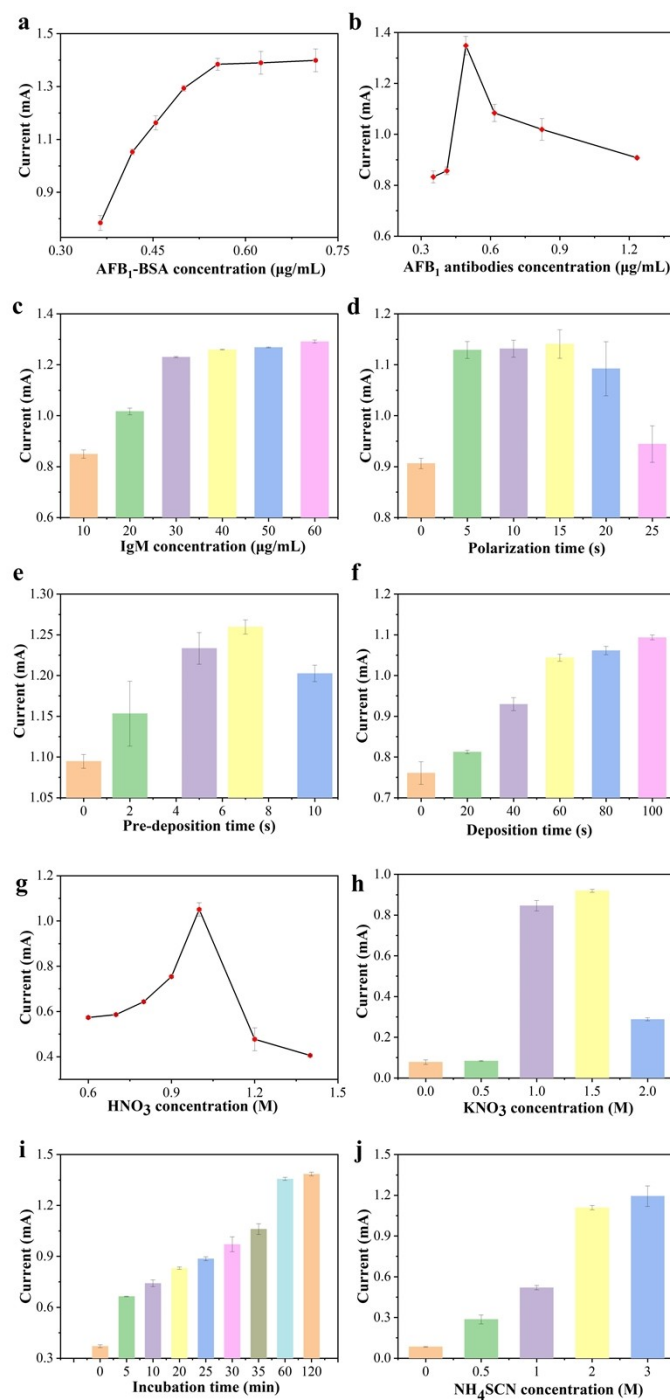 a
1.5
1.3
1.1
0.9
0.7
Current (mA)
0.30
0.45
0.60
0.75
AFB1-BSA concentration (μg/mL)
b
1.4
1.2
1.0
0.8
0.6
Current (mA)
0.3
0.6
0.9
1.2
AFB1 antibodies concentration (μg/mL)
c
1.4
1.2
1.0
0.8
0.6
Current (mA)
10 20 30 40 50 60
IgM concentration (μg/mL)
d
1.2
1.1
1.0
0.9
0.8
Current (mA)
0 5 10 15 20 25
Polarization time (s)
e
1.30
1.25
1.20
1.15
1.10
1.05
Current (mA)
0 2 4 6 8 10
Pre-deposition time (s)
f
1.2
1.1
1.0
0.9
0.8
0.7
Current (mA)
0 20 40 60 80 100
Deposition time (s)
g
1.2
1.0
0.8
0.6
0.4
Current (mA)
0.6 0.9 1.2 1.5
HNO3 concentration (M)
h
1.0
0.8
0.6
0.4
0.2
0.0
Current (mA)
0.0 0.5 1.0 1.5 2.0
KNO3 concentration (M)
i
1.5
1.2
0.9
0.6
0.3
Current (mA)
0 5 10 20 25 30 35 60 120
Incubation time (min)
j
1.5
1.2
0.9
0.6
0.3
0.0
Current (mA)
0 0.5 1 2 3
NH4SCN concentration (M)